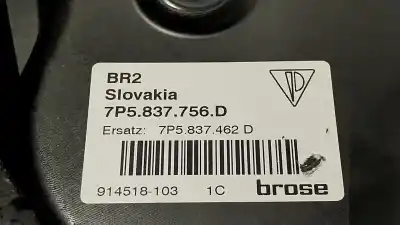 BR2
Slovakia
7P5.837.756.D
Ersatz: 7P5.837.462 D
914518-103 1C brose